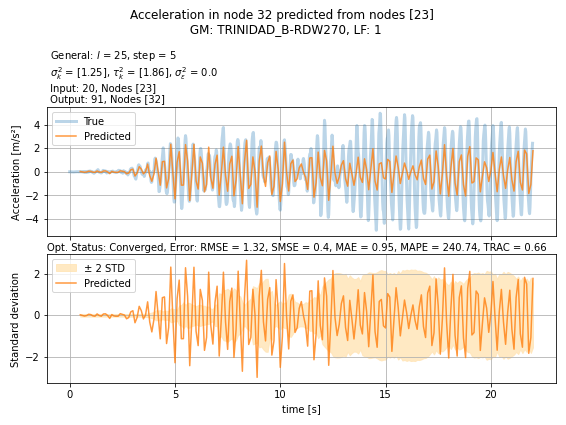 Acceleration in node 32 predicted from nodes [23]
GM: TRINIDAD_B-RDW270, LF: 1
General: l = 25, step = 5
σ²ₖ = [1.25], τ²ₖ = [1.86], σ²ε = 0.0
Input: 20, Nodes [23]
Output: 91, Nodes [32]
True
Predicted
Acceleration [m/s²]
4
2
0
−2
−4
Opt. Status: Converged, Error: RMSE = 1.32, SMSE = 0.4, MAE = 0.95, MAPE = 240.74, TRAC = 0.66
± 2 STD
Predicted
Standard deviation
2
0
−2
0 5 10 15 20
time [s]